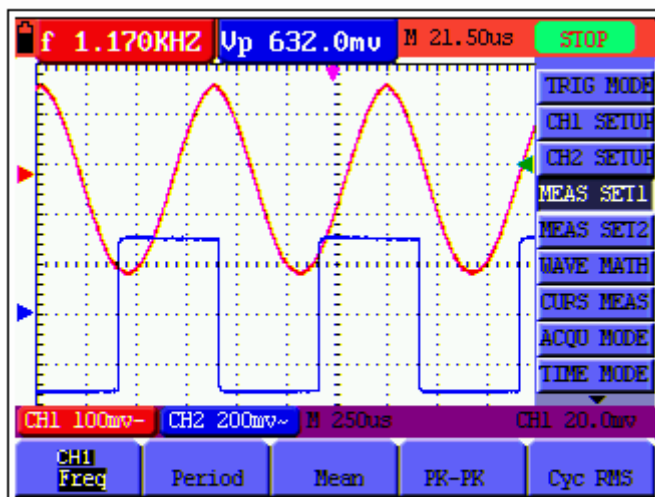 f 1.170KHZ Vp 632.0mv M 21.50us STOP
TRIG MODE
CH1 SETUP
CH2 SETUP
MEAS SET1
MEAS SET2
WAVE MATH
CURS MEAS
ACQU MODE
TIME MODE
CH1 100mv- CH2 200mv~ M 250us CH1 20.0mv
CH1
Freq Period Mean PK-PK Cyc RMS